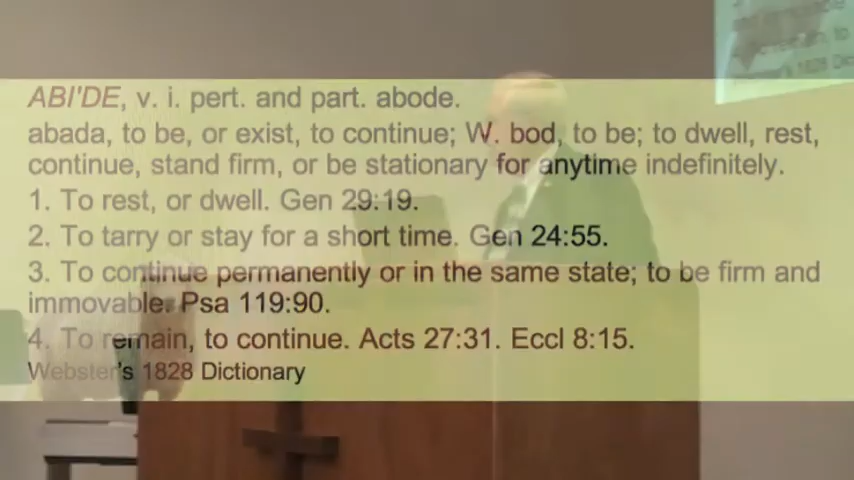 ABI'DE, v. i. pert. and part. abode.
abada, to be, or exist, to continue; W. bod, to be; to dwell, rest,
continue, stand firm, or be stationary for anytime indefinitely.
1. To rest, or dwell. Gen 29:19.
2. To tarry or stay for a short time. Gen 24:55.
3. To continue permanently or in the same state; to be firm and
immovable. Psa 119:90.
4. To remain, to continue. Acts 27:31. Eccl 8:15.
Webster's 1828 Dictionary